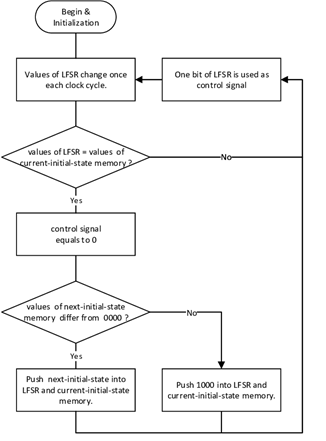 Begin &
Initialization
Values of LFSR change once
each clock cycle.
One bit of LFSR is used as
control signal
values of LFSR = values of
current-initial-state memory ?
No
Yes
control signal
equals to 0
values of next-initial-state
memory differ from 0000 ?
No
Yes
Push next-initial-state into
LFSR and current-initial-state
memory.
Push 1000 into LFSR and
current-initial-state memory.